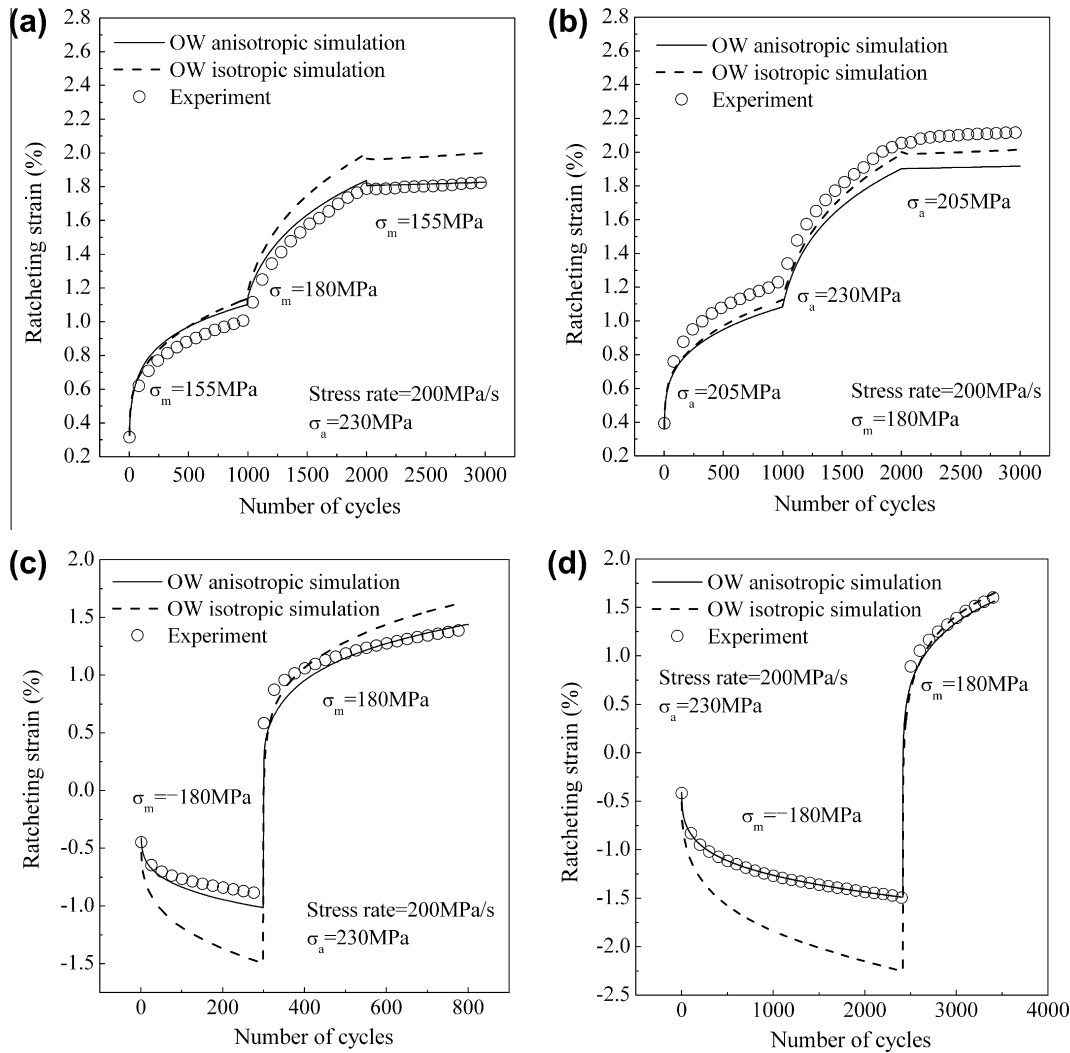 (a)
2.8
2.6
2.4
2.2
2.0
1.8
1.6
1.4
1.2
1.0
0.8
0.6
0.4
0.2
Ratcheting strain (%)
OW anisotropic simulation
OW isotropic simulation
Experiment
σm=155MPa
σm=180MPa
σm=155MPa
Stress rate=200MPa/s
σa=230MPa
0 500 1000 1500 2000 2500 3000
Number of cycles
(b)
2.8
2.6
2.4
2.2
2.0
1.8
1.6
1.4
1.2
1.0
0.8
0.6
0.4
0.2
Ratcheting strain (%)
OW anisotropic simulation
OW isotropic simulation
Experiment
σa=205MPa
σa=230MPa
σa=205MPa
Stress rate=200MPa/s
σm=180MPa
0 500 1000 1500 2000 2500 3000
Number of cycles
(c)
2.0
1.5
1.0
0.5
0.0
-0.5
-1.0
-1.5
Ratcheting strain (%)
OW anisotropic simulation
OW isotropic simulation
Experiment
σm=180MPa
σm=−180MPa
Stress rate=200MPa/s
σa=230MPa
0 200 400 600 800
Number of cycles
(d)
2.0
1.5
1.0
0.5
0.0
-0.5
-1.0
-1.5
-2.0
-2.5
Ratcheting strain (%)
OW anisotropic simulation
OW isotropic simulation
Experiment
Stress rate=200MPa/s
σa=230MPa
σm=180MPa
σm=−180MPa
0 1000 2000 3000 4000
Number of cycles